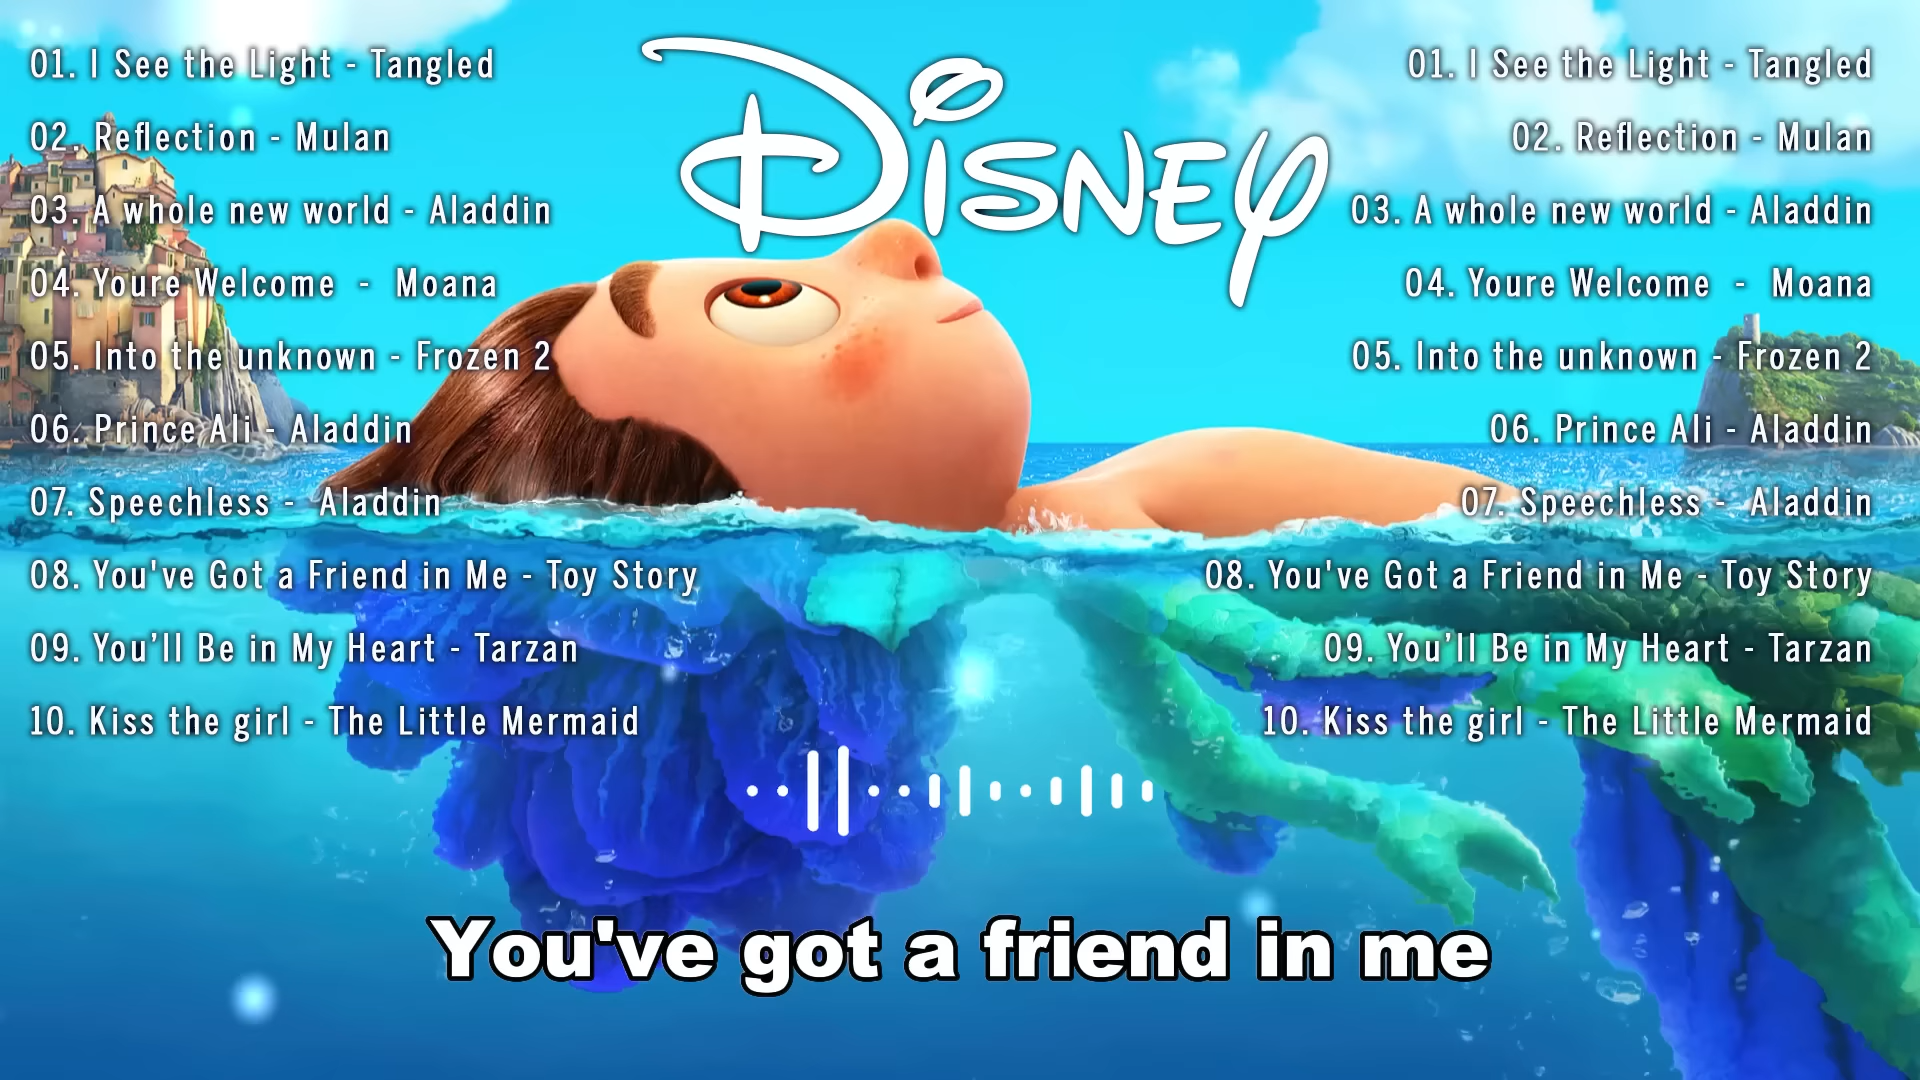 Disney
01. I See the Light - Tangled
02. Reflection - Mulan
03. A whole new world - Aladdin
04. Youre Welcome - Moana
05. Into the unknown - Frozen 2
06. Prince Ali - Aladdin
07. Speechless - Aladdin
08. You've Got a Friend in Me - Toy Story
09. You’ll Be in My Heart - Tarzan
10. Kiss the girl - The Little Mermaid
01. I See the Light - Tangled
02. Reflection - Mulan
03. A whole new world - Aladdin
04. Youre Welcome - Moana
05. Into the unknown - Frozen 2
06. Prince Ali - Aladdin
07. Speechless - Aladdin
08. You've Got a Friend in Me - Toy Story
09. You’ll Be in My Heart - Tarzan
10. Kiss the girl - The Little Mermaid
You've got a friend in me